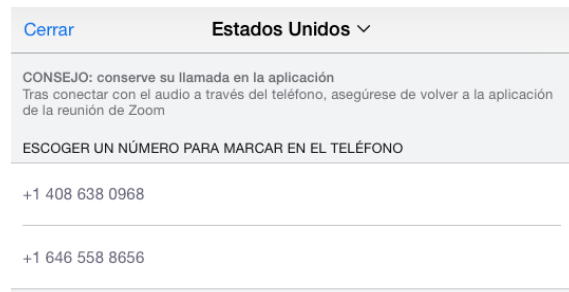 Cerrar Estados Unidos
CONSEJO: conserve su llamada en la aplicación
Tras conectar con el audio a través del teléfono, asegúrese de volver a la aplicación
de la reunión de Zoom
ESCOGER UN NÚMERO PARA MARCAR EN EL TELÉFONO
+1 408 638 0968
+1 646 558 8656